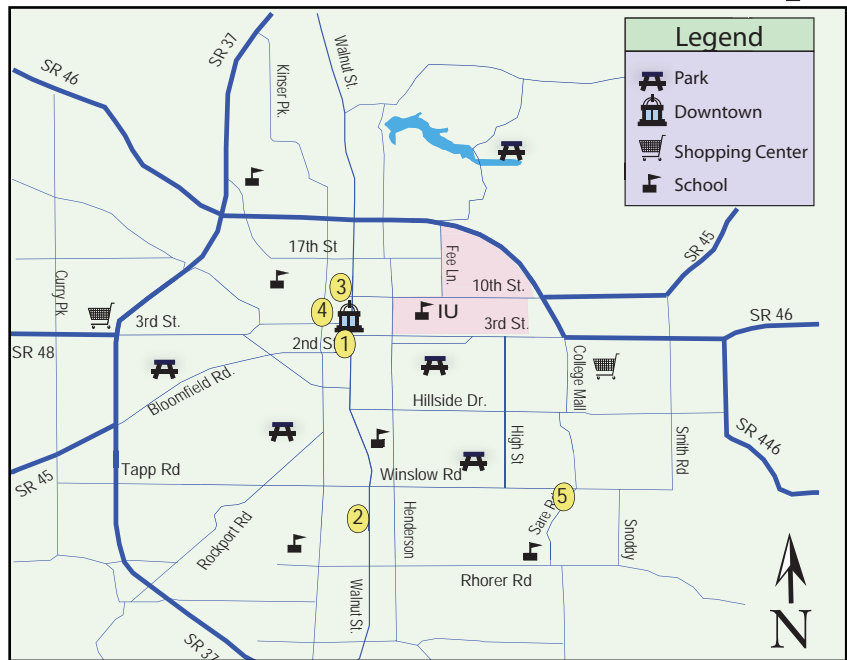 Legend
Park
Downtown
Shopping Center
School
SR 46
SR 37
Kinser Pk.
Walnut St.
17th St
Fee Ln.
10th St.
SR 45
Curry Pk
3
4
IU
3rd St.
3rd St.
SR 46
SR 48
2nd St
1
College Mall
Bloomfield Rd.
Hillside Dr.
High St
Smith Rd
SR 446
SR 45
Tapp Rd
Winslow Rd
Rockport Rd
2
Henderson
Sare R
5
Snoddy
Walnut St.
Rhorer Rd
SR 37
N